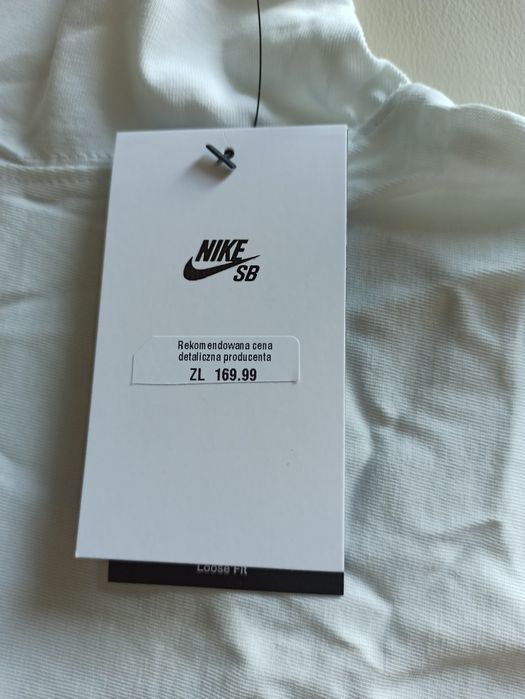 NIKE
SB
Rekomendowana cena
detaliczna producenta
ZL 169.99
Loose Fit